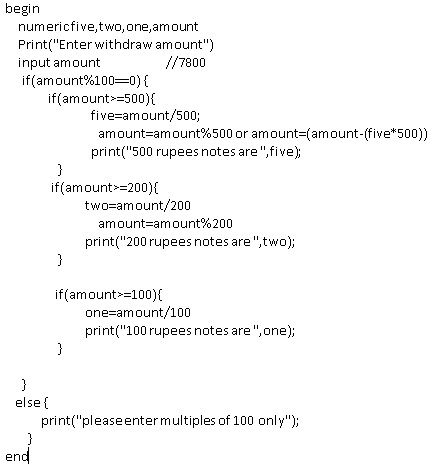 begin
numeric five,two,one,amount
Print("Enter withdraw amount")
input amount //7800
if(amount%100==0) {
if(amount>=500){
five=amount/500;
amount=amount%500 or amount=(amount-(five*500))
print("500 rupees notes are ",five);
}
if(amount>=200){
two=amount/200
amount=amount%200
print("200 rupees notes are ",two);
}
if(amount>=100){
one=amount/100
print("100 rupees notes are ",one);
}
}
else {
print("please enter multiples of 100 only");
}
end